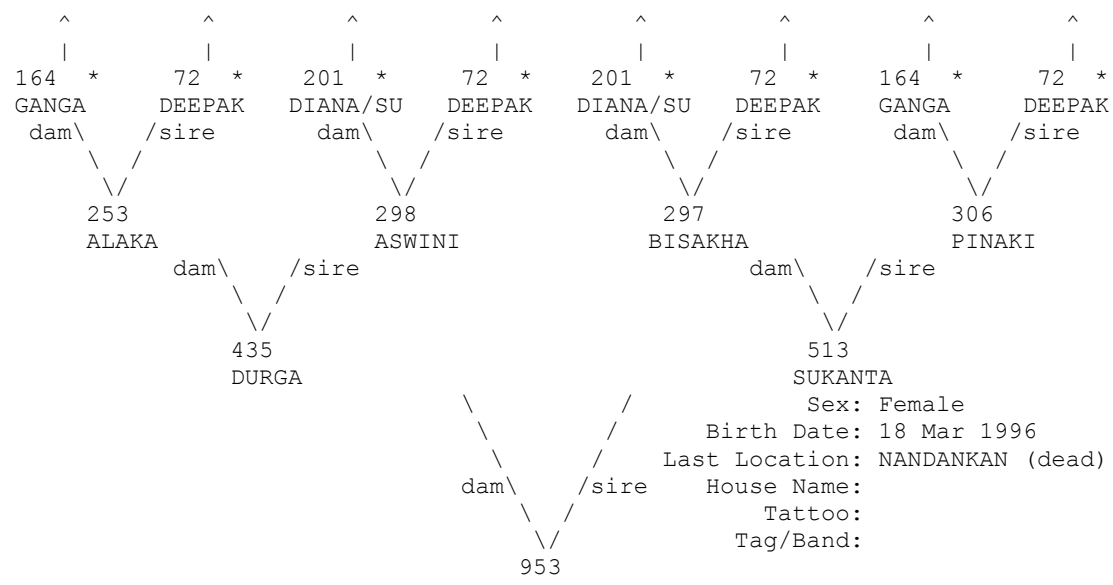 ^ ^ ^ ^ ^ ^ ^ ^
| | | | | | | |
164 * 72 * 201 * 72 * 201 * 72 * 164 * 72 *
GANGA DEEPAK DIANA/SU DEEPAK DIANA/SU DEEPAK GANGA DEEPAK
dam\ /sire dam\ /sire dam\ /sire dam\ /sire
\ / \ / \ / \ /
\/ \/ \/ \/
253 298 297 306
ALAKA ASWINI BISAKHA PINAKI
dam\ /sire dam\ /sire
\ / \ /
\/ \/
435 513
DURGA SUKANTA
\ / Sex: Female
\ / Birth Date: 18 Mar 1996
\ / Last Location: NANDANKAN (dead)
dam\ /sire House Name:
\ / Tattoo:
\/ Tag/Band:
953